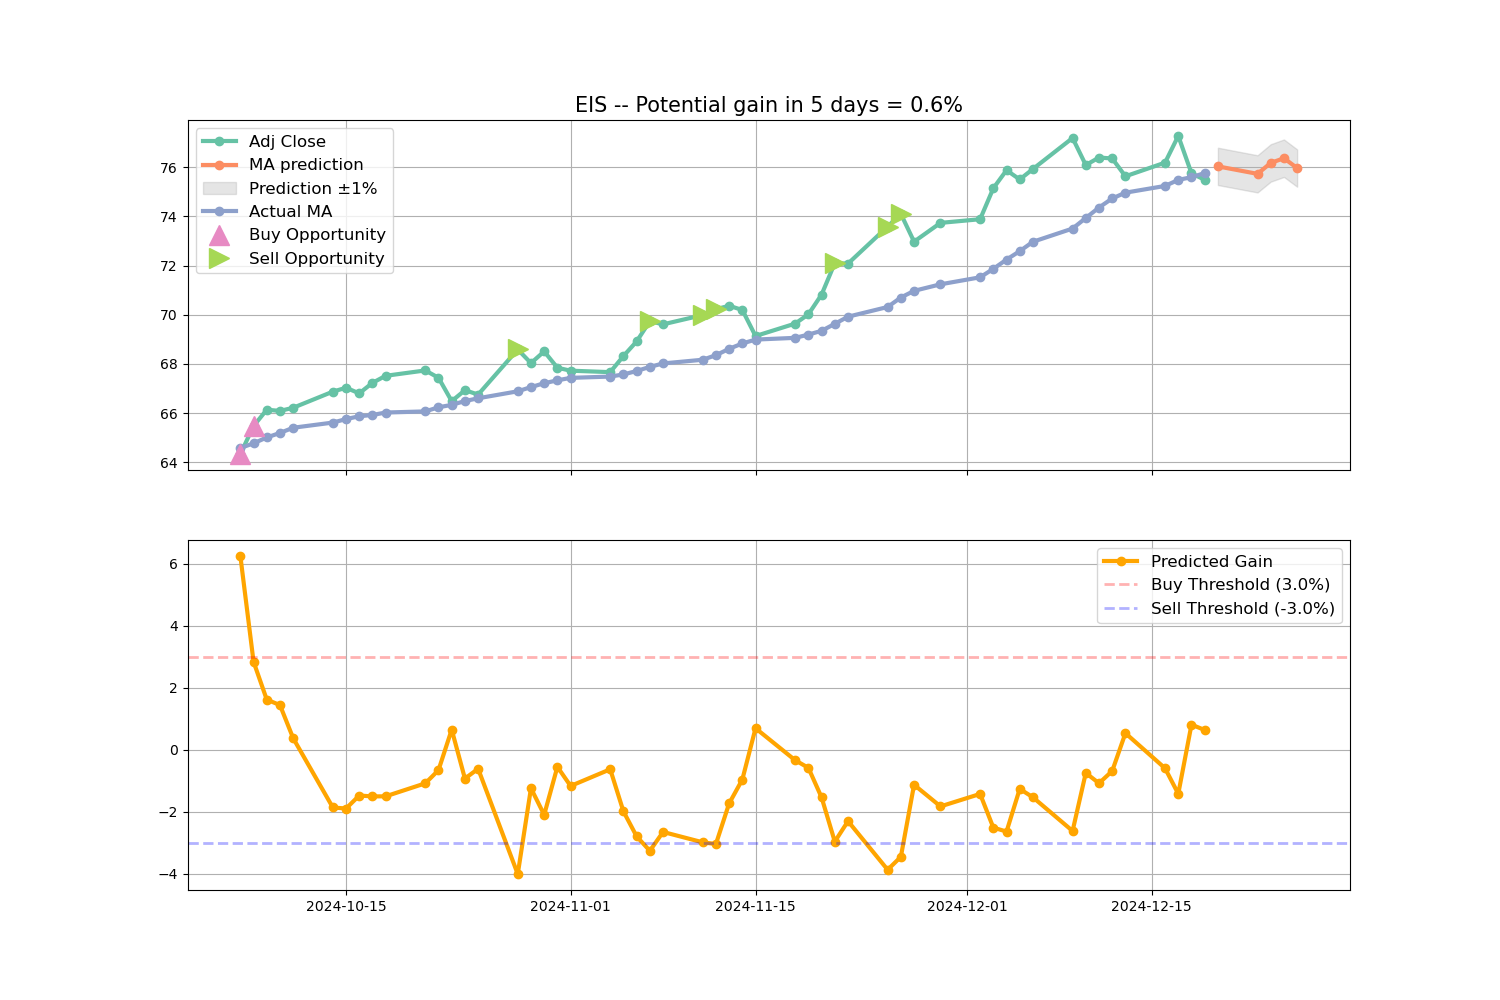 EIS -- Potential gain in 5 days = 0.6%
Adj Close
MA prediction
Prediction ±1%
Actual MA
Buy Opportunity
Sell Opportunity
76
74
72
70
68
66
64
Predicted Gain
Buy Threshold (3.0%)
Sell Threshold (-3.0%)
6
4
2
0
−2
−4
2024-10-15
2024-11-01
2024-11-15
2024-12-01
2024-12-15